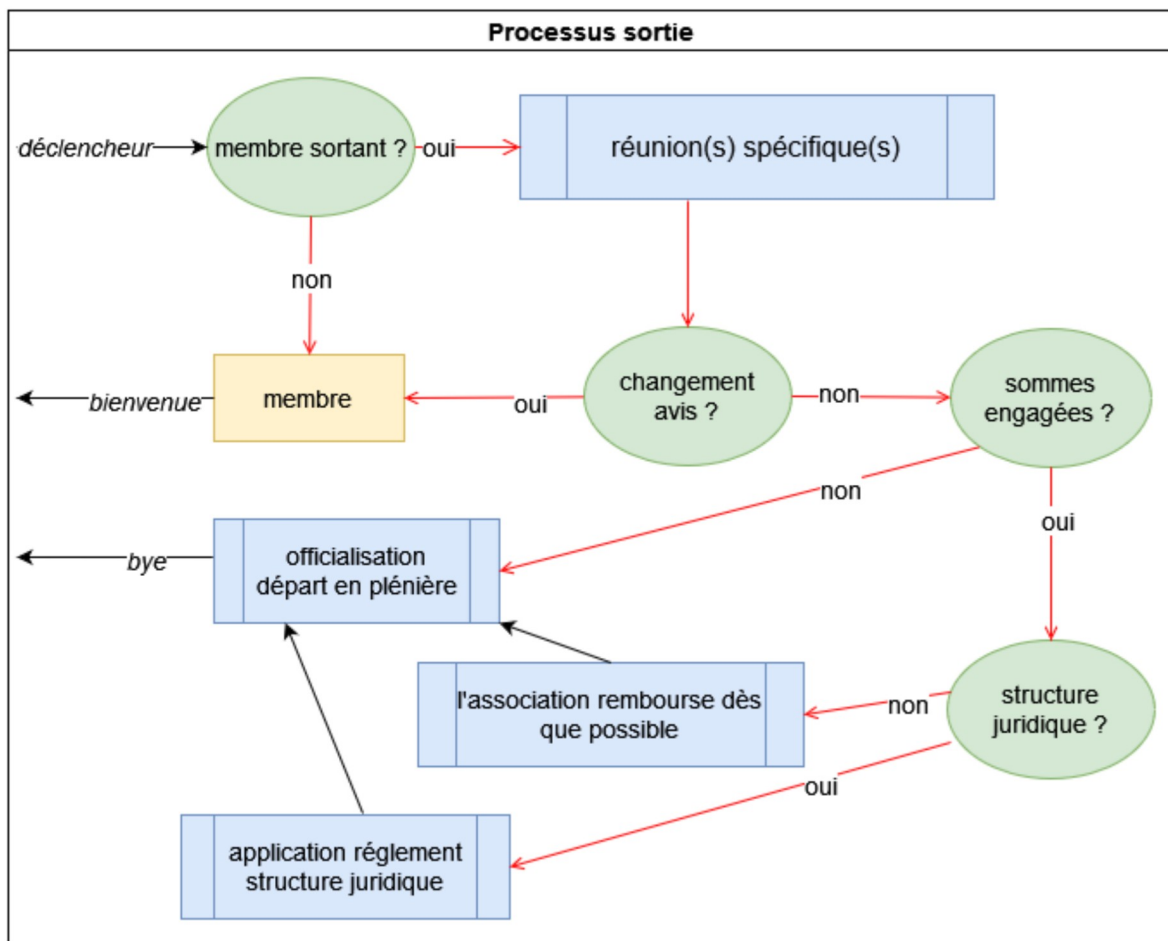 Processus sortie
déclencheur
membre sortant ?
oui
réunion(s) spécifique(s)
non
bienvenue
membre
oui
changement
avis ?
non
sommes
engagées ?
non
oui
bye
officialisation
départ en plénière
l'association rembourse dès
que possible
non
structure
juridique ?
oui
application réglement
structure juridique